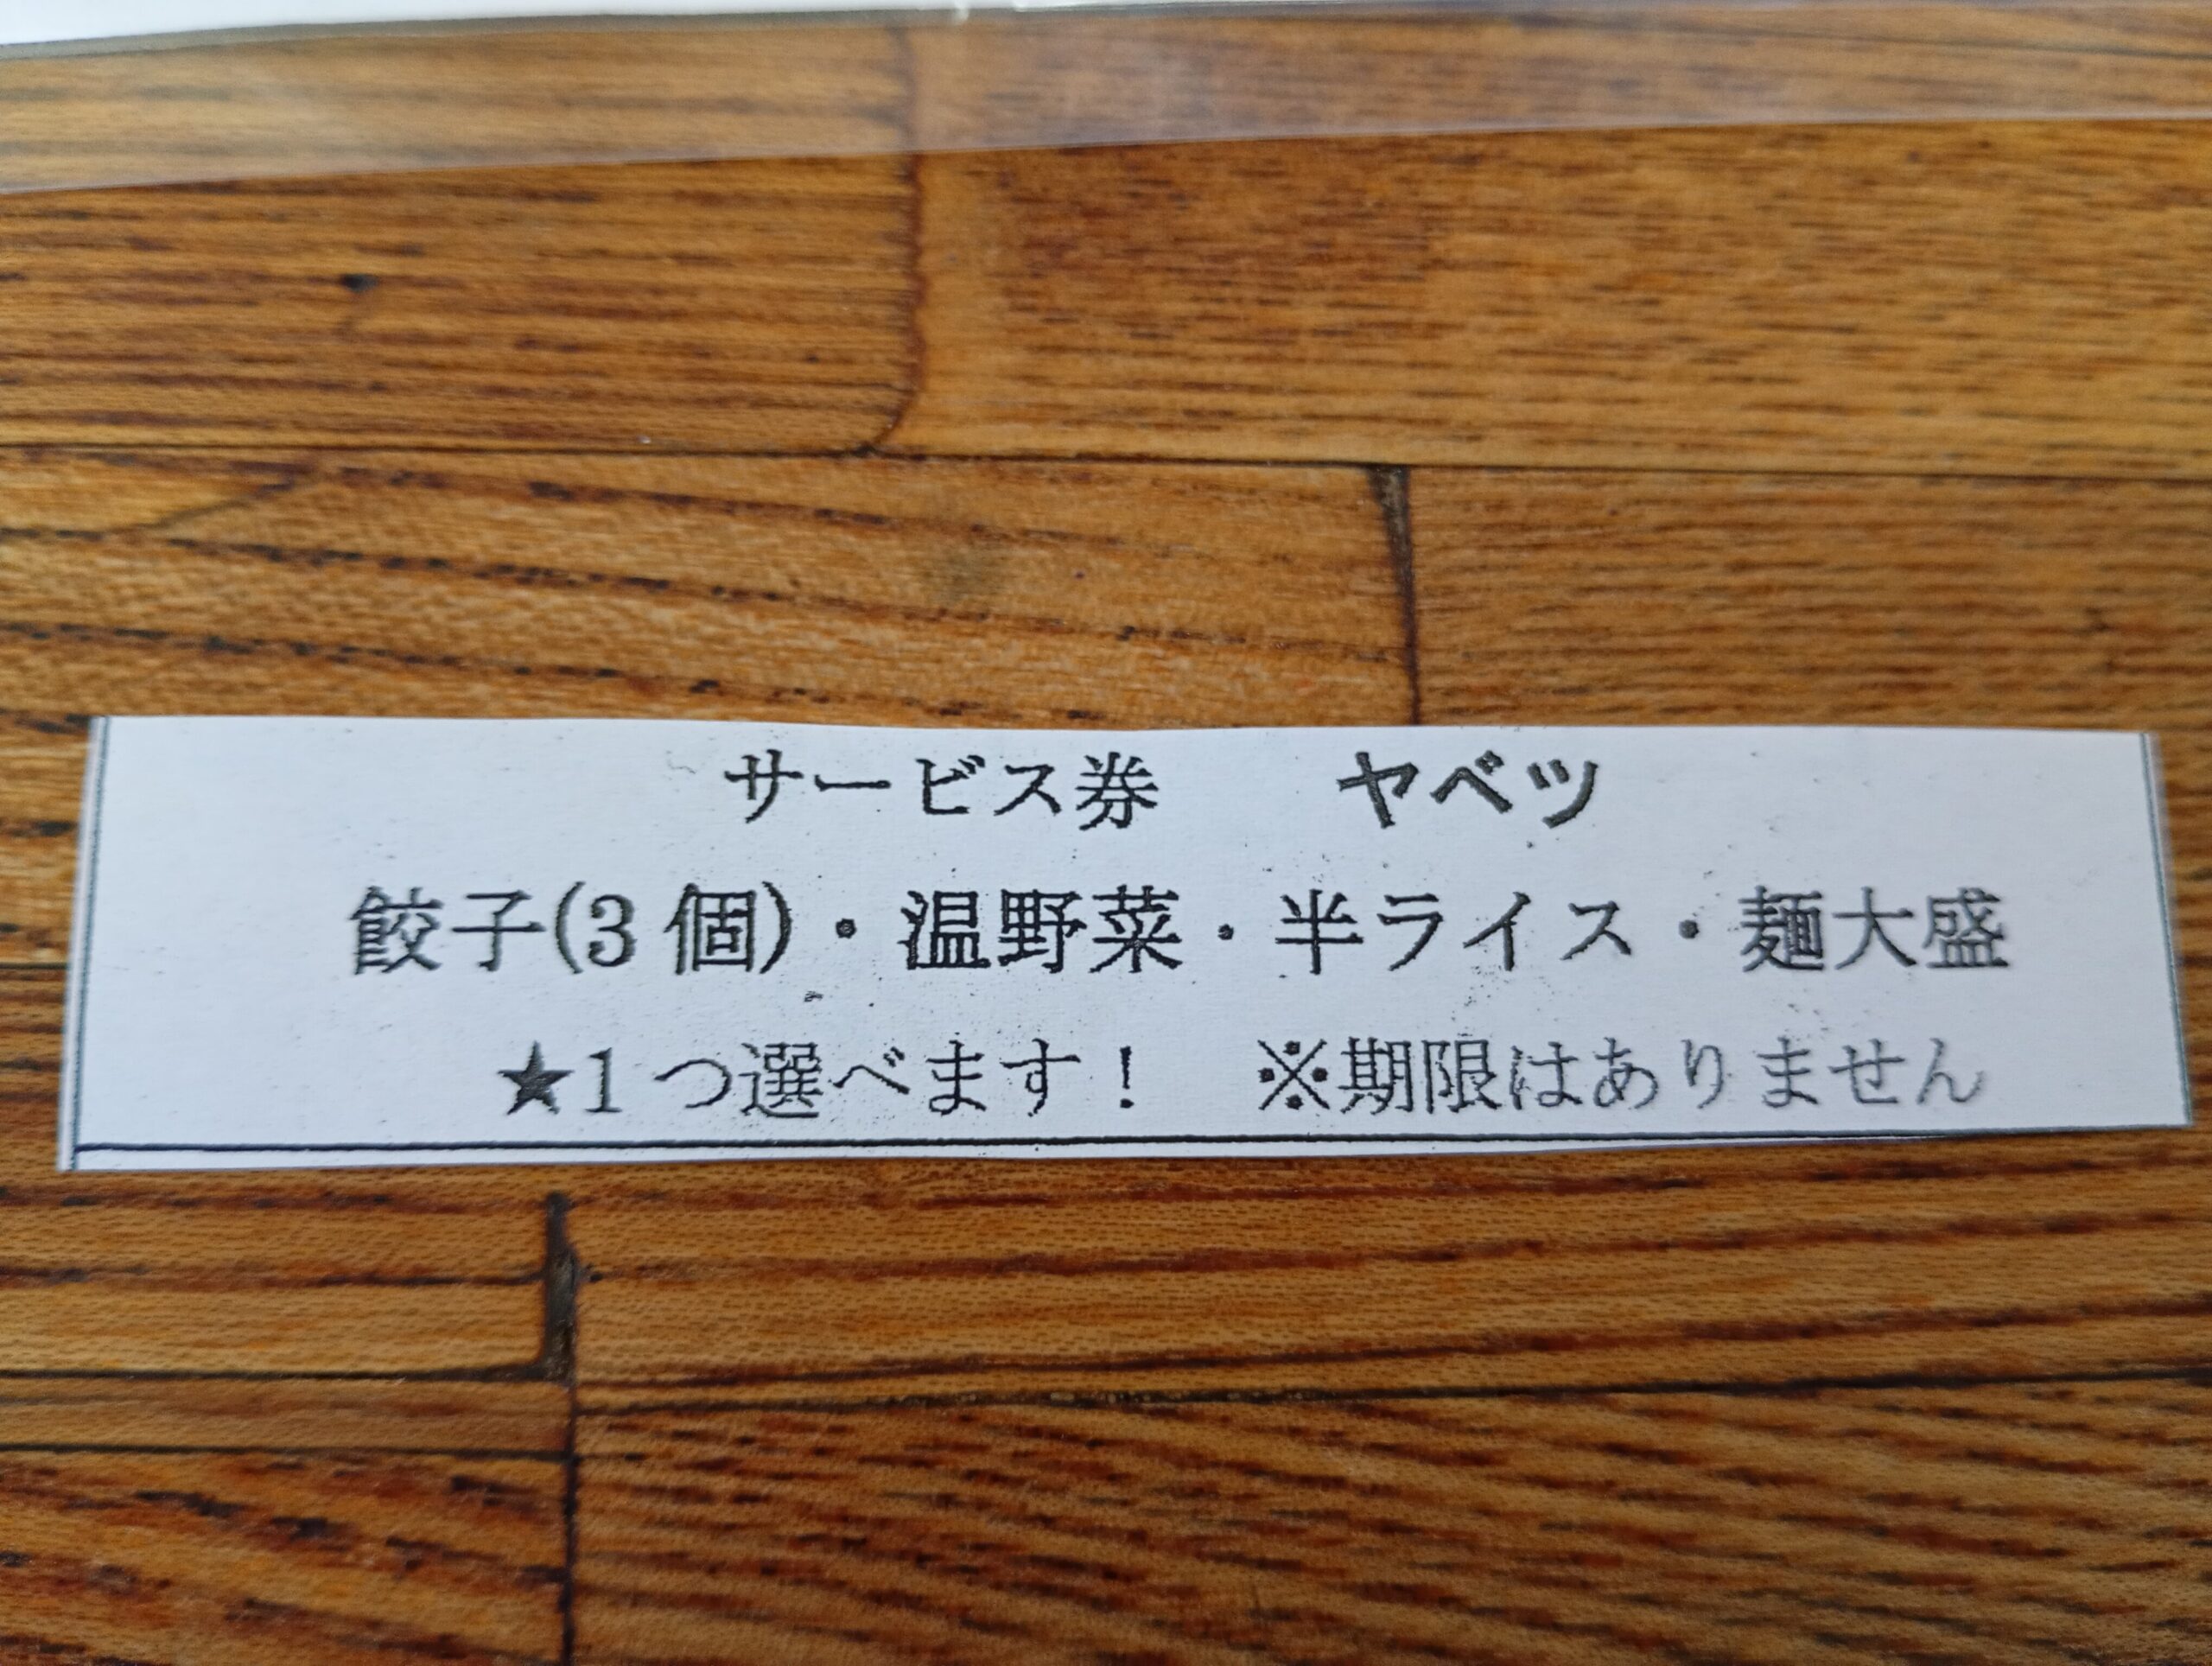 サービス券　ヤベツ
餃子(3個)・温野菜・半ライス・麺大盛
★1つ選べます！　※期限はありません